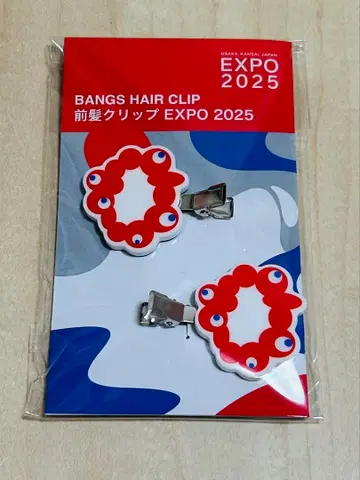 OSAKA, KANSAI, JAPAN
EXPO
2025
BANGS HAIR CLIP
前髪クリップ EXPO 2025